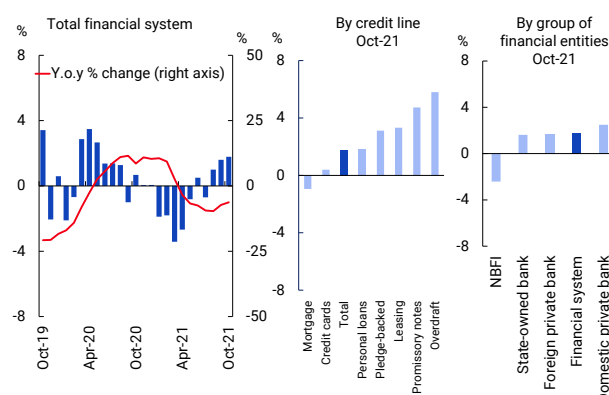 Total financial system
%
%
8
4
0
-4
-8
50
25
0
-25
-50
Y.o.y % change (right axis)
Oct-19
Apr-20
Oct-20
Apr-21
Oct-21
By credit line
Oct-21
%
8
4
0
-4
-8
Mortgage
Credit cards
Total
Personal loans
Pledge-backed
Leasing
Promissory notes
Overdraft
By group of
financial entities
Oct-21
%
8
4
0
-4
-8
NBFI
State-owned bank
Foreign private bank
Financial system
Domestic private bank